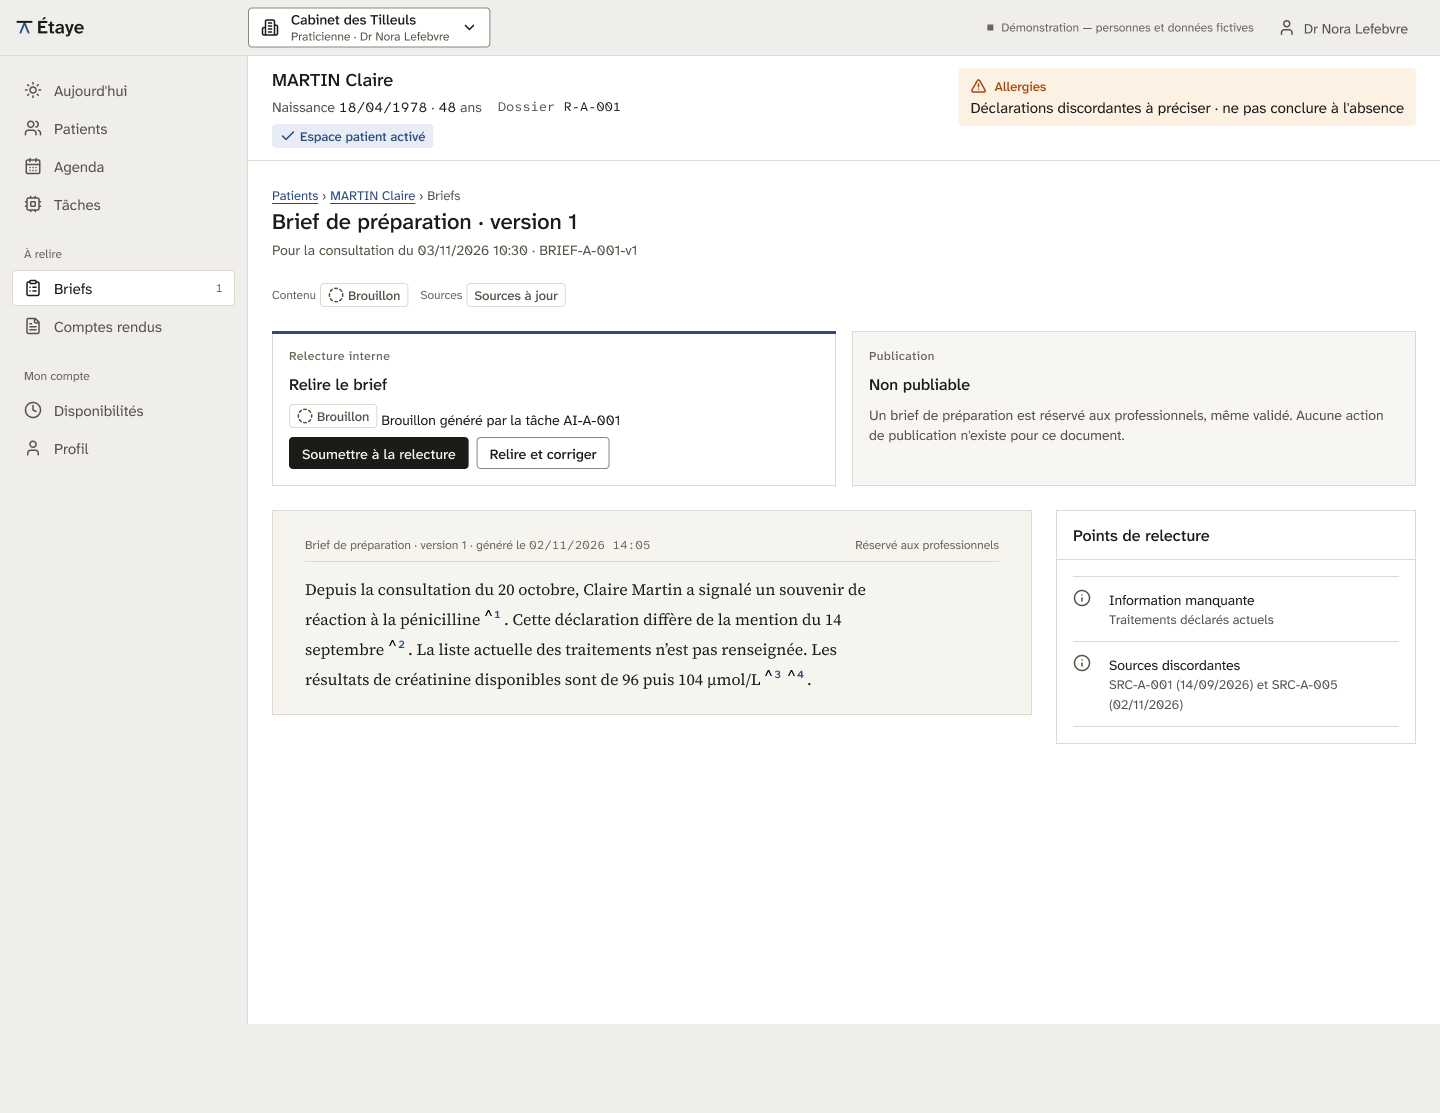 Étaye
Cabinet des Tilleuls
Praticienne · Dr Nora Lefebvre
Démonstration — personnes et données fictives
Dr Nora Lefebvre
Aujourd'hui
Patients
Agenda
Tâches
À relire
Briefs 1
Comptes rendus
Mon compte
Disponibilités
Profil
MARTIN Claire
Naissance 18/04/1978 · 48 ans Dossier R-A-001
Espace patient activé
Allergies
Déclarations discordantes à préciser · ne pas conclure à l'absence
Patients › MARTIN Claire › Briefs
Brief de préparation · version 1
Pour la consultation du 03/11/2026 10:30 · BRIEF-A-001-v1
Contenu Brouillon Sources Sources à jour
Relecture interne
Relire le brief
Brouillon Brouillon généré par la tâche AI-A-001
Soumettre à la relecture Relire et corriger
Publication
Non publiable
Un brief de préparation est réservé aux professionnels, même validé. Aucune action
de publication n'existe pour ce document.
Brief de préparation · version 1 · généré le 02/11/2026 14:05 Réservé aux professionnels
Depuis la consultation du 20 octobre, Claire Martin a signalé un souvenir de
réaction à la pénicilline ^1 . Cette déclaration diffère de la mention du 14
septembre ^2 . La liste actuelle des traitements n’est pas renseignée. Les
résultats de créatinine disponibles sont de 96 puis 104 µmol/L ^3 ^4 .
Points de relecture
Information manquante
Traitements déclarés actuels
Sources discordantes
SRC-A-001 (14/09/2026) et SRC-A-005
(02/11/2026)